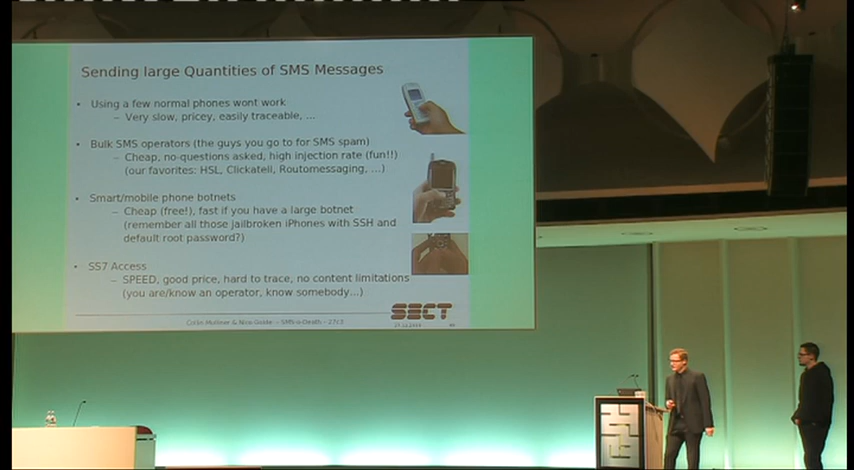 Sending large Quantities of SMS Messages
• Using a few normal phones wont work
– Very slow, pricey, easily traceable, ...
• Bulk SMS operators (the guys you go to for SMS spam)
– Cheap, no-questions asked, high injection rate (fun!!)
(our favorites: HSL, Clickatell, Routomessaging, ...)
• Smart/mobile phone botnets
– Cheap (free!), fast if you have a large botnet
(remember all those jailbroken iPhones with SSH and
default root password?)
• SS7 Access
– SPEED, good price, hard to trace, no content limitations
(you are/know an operator, know somebody...)
SECT
Collin Mulliner & Nico Golde – SMS-o-Death – 27c3